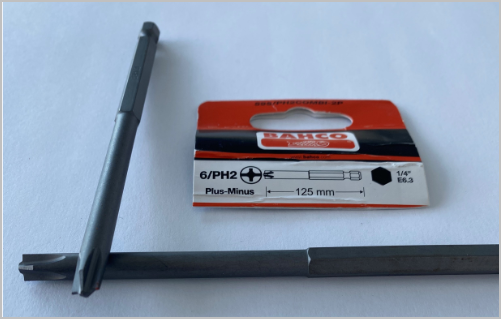 BAHCO
6/PH2
1/4"
E6.3
Plus-Minus
125 mm